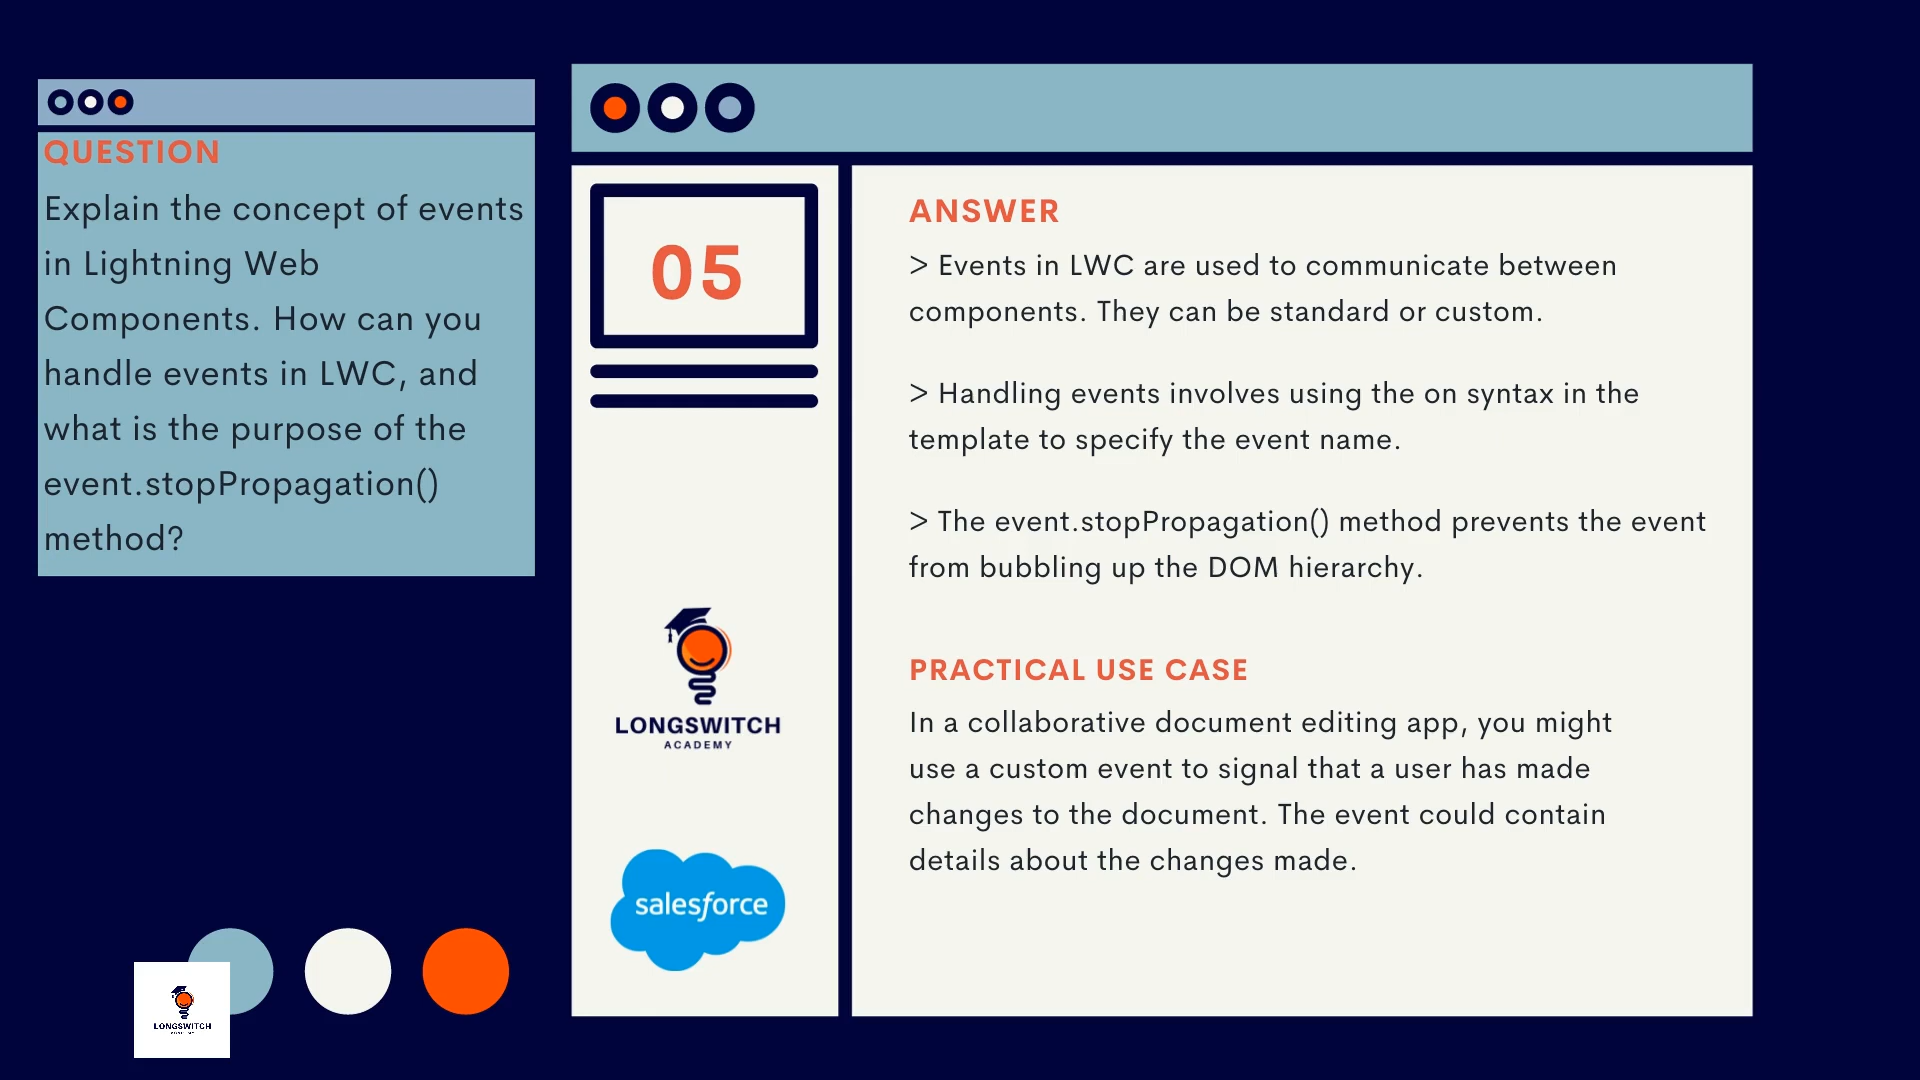 QUESTION
Explain the concept of events
in Lightning Web
Components. How can you
handle events in LWC, and
what is the purpose of the
event.stopPropagation()
method?
05
LONGSWITCH
ACADEMY
salesforce
ANSWER
> Events in LWC are used to communicate between
components. They can be standard or custom.
> Handling events involves using the on syntax in the
template to specify the event name.
> The event.stopPropagation() method prevents the event
from bubbling up the DOM hierarchy.
PRACTICAL USE CASE
In a collaborative document editing app, you might
use a custom event to signal that a user has made
changes to the document. The event could contain
details about the changes made.
LONGSWITCH